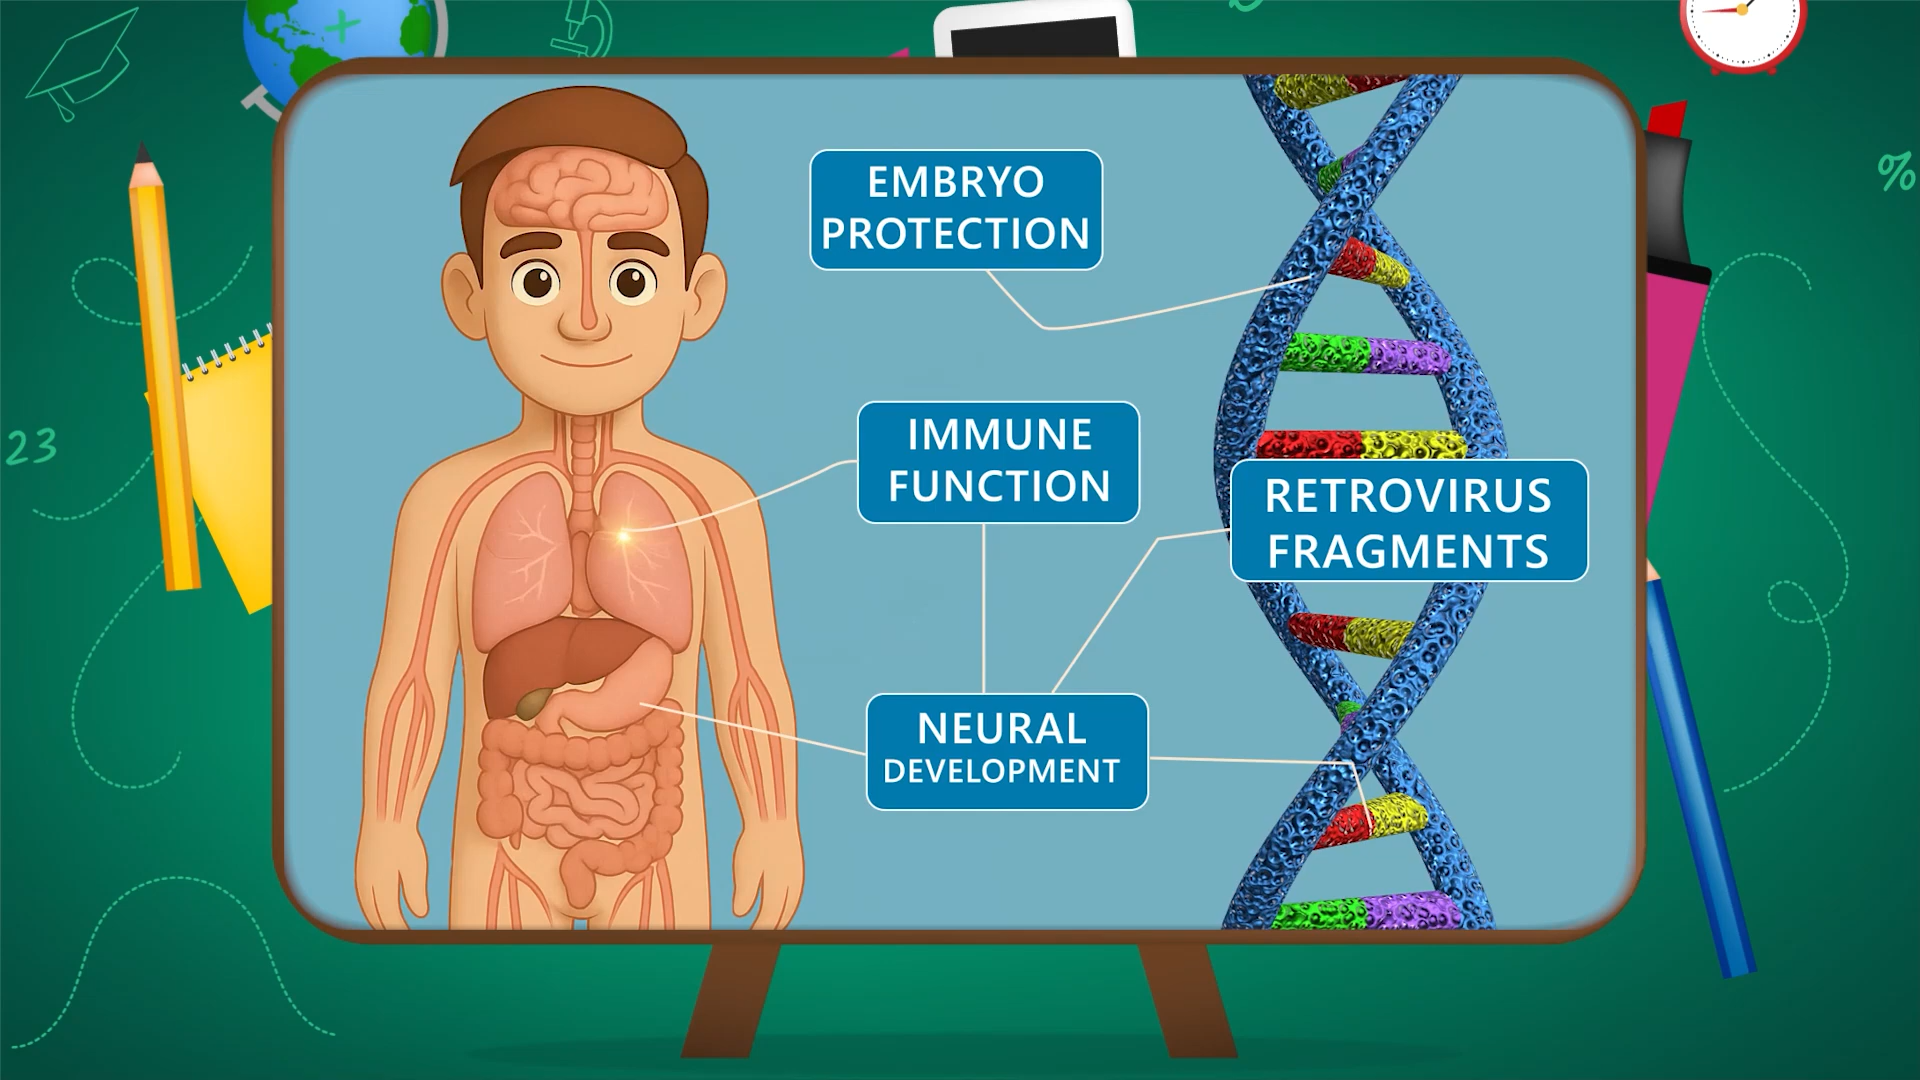 EMBRYO
PROTECTION
IMMUNE
FUNCTION
RETROVIRUS
FRAGMENTS
NEURAL
DEVELOPMENT
23
%